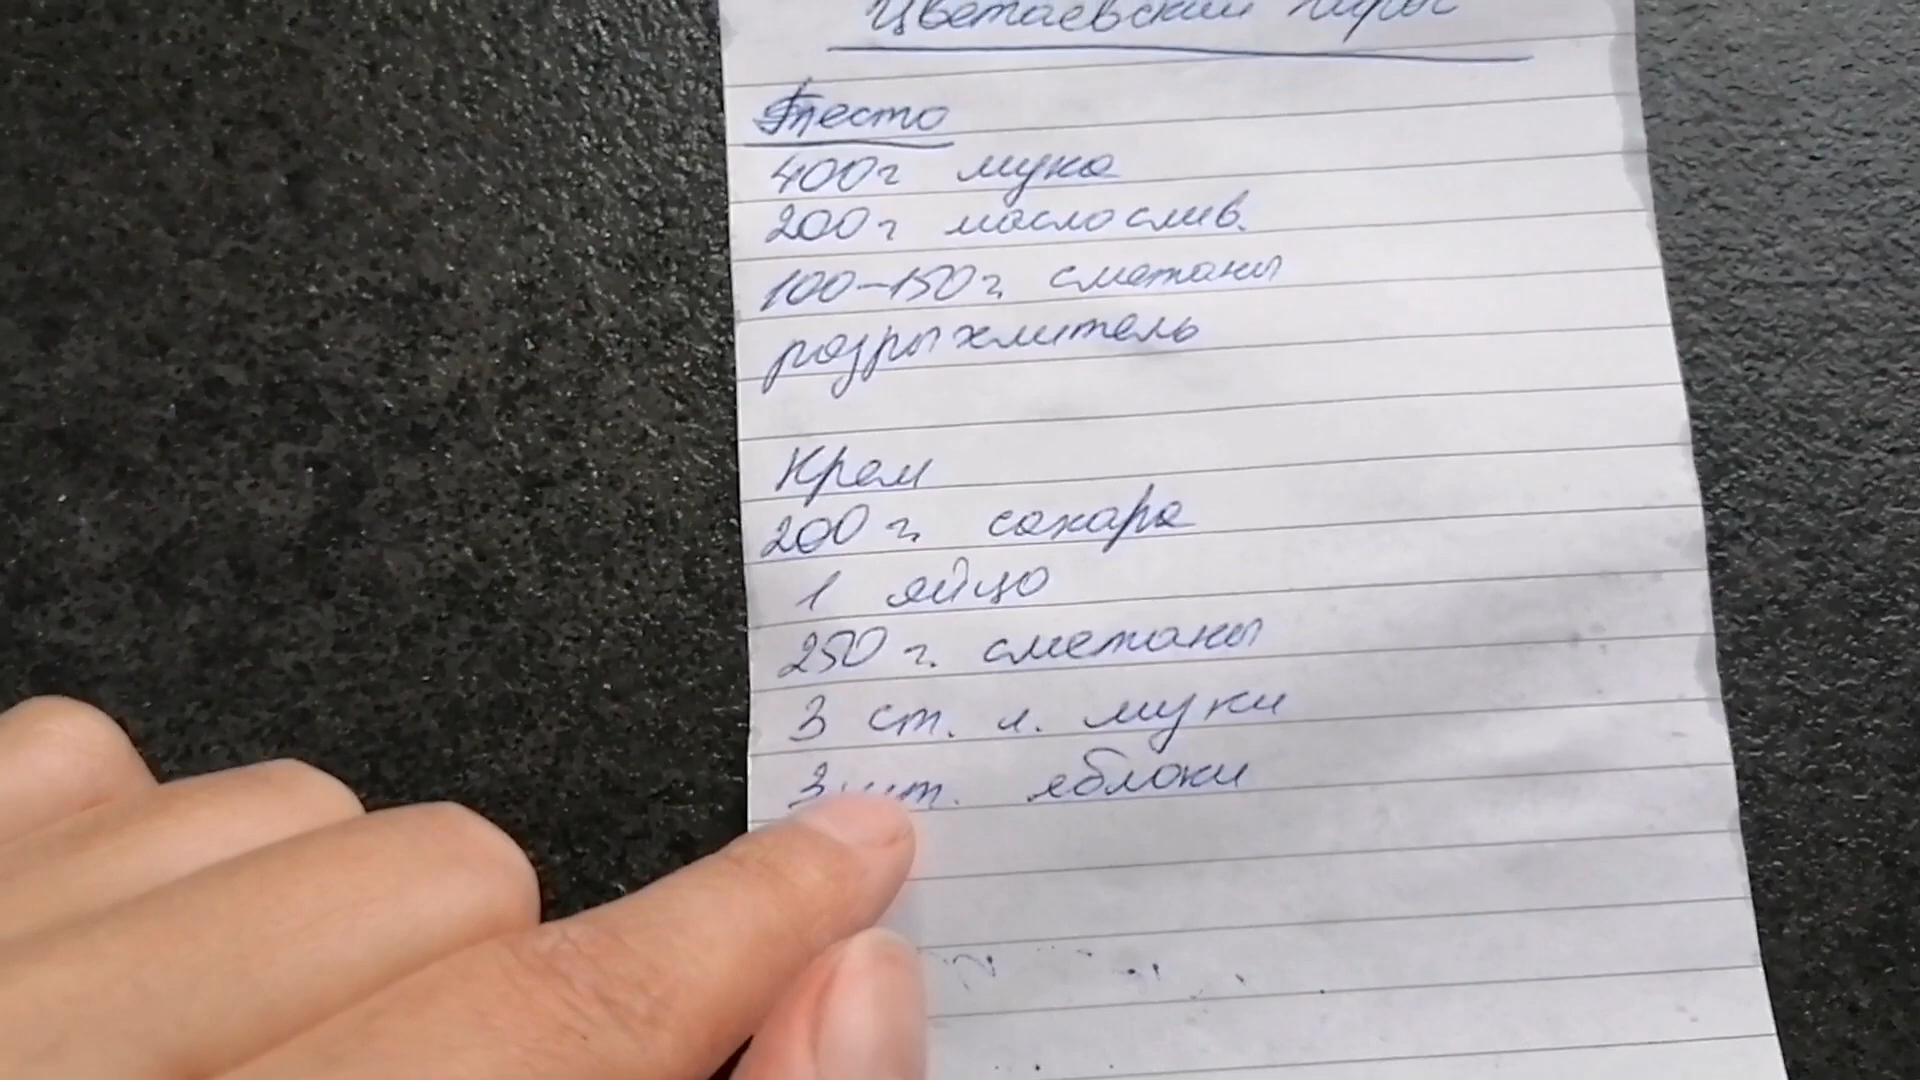 Цветаевский пирог
тесто
400г мука
200г масло слив.
100-150г сметаны
разрыхлитель
Крем
200 г. сахара
1 яйцо
250 г. сметаны
3 ст. л. муки
3 шт. яблоки